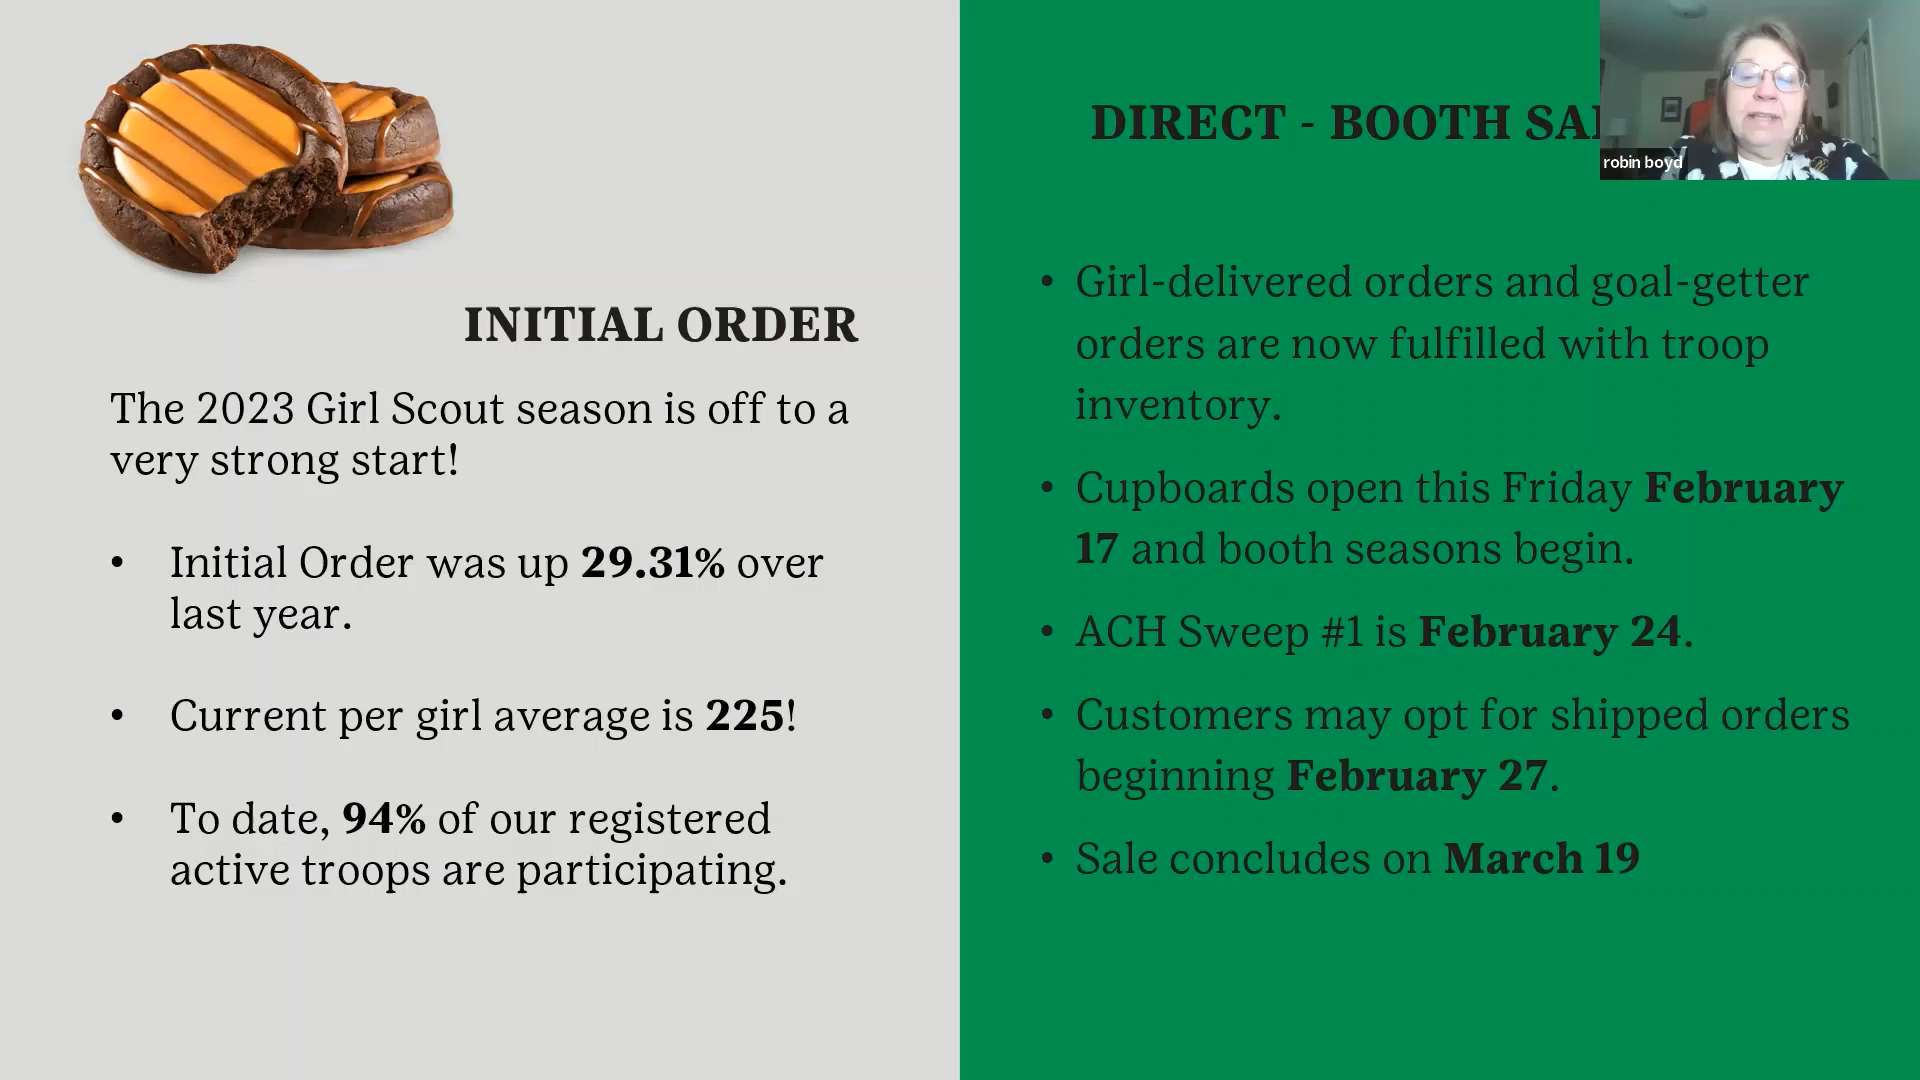 INITIAL ORDER
The 2023 Girl Scout season is off to a
very strong start!
• Initial Order was up 29.31% over
last year.
• Current per girl average is 225!
• To date, 94% of our registered
active troops are participating.
DIRECT - BOOTH
robin boyd
• Girl-delivered orders and goal-getter
orders are now fulfilled with troop
inventory.
• Cupboards open this Friday February
17 and booth seasons begin.
• ACH Sweep #1 is February 24.
• Customers may opt for shipped orders
beginning February 27.
• Sale concludes on March 19